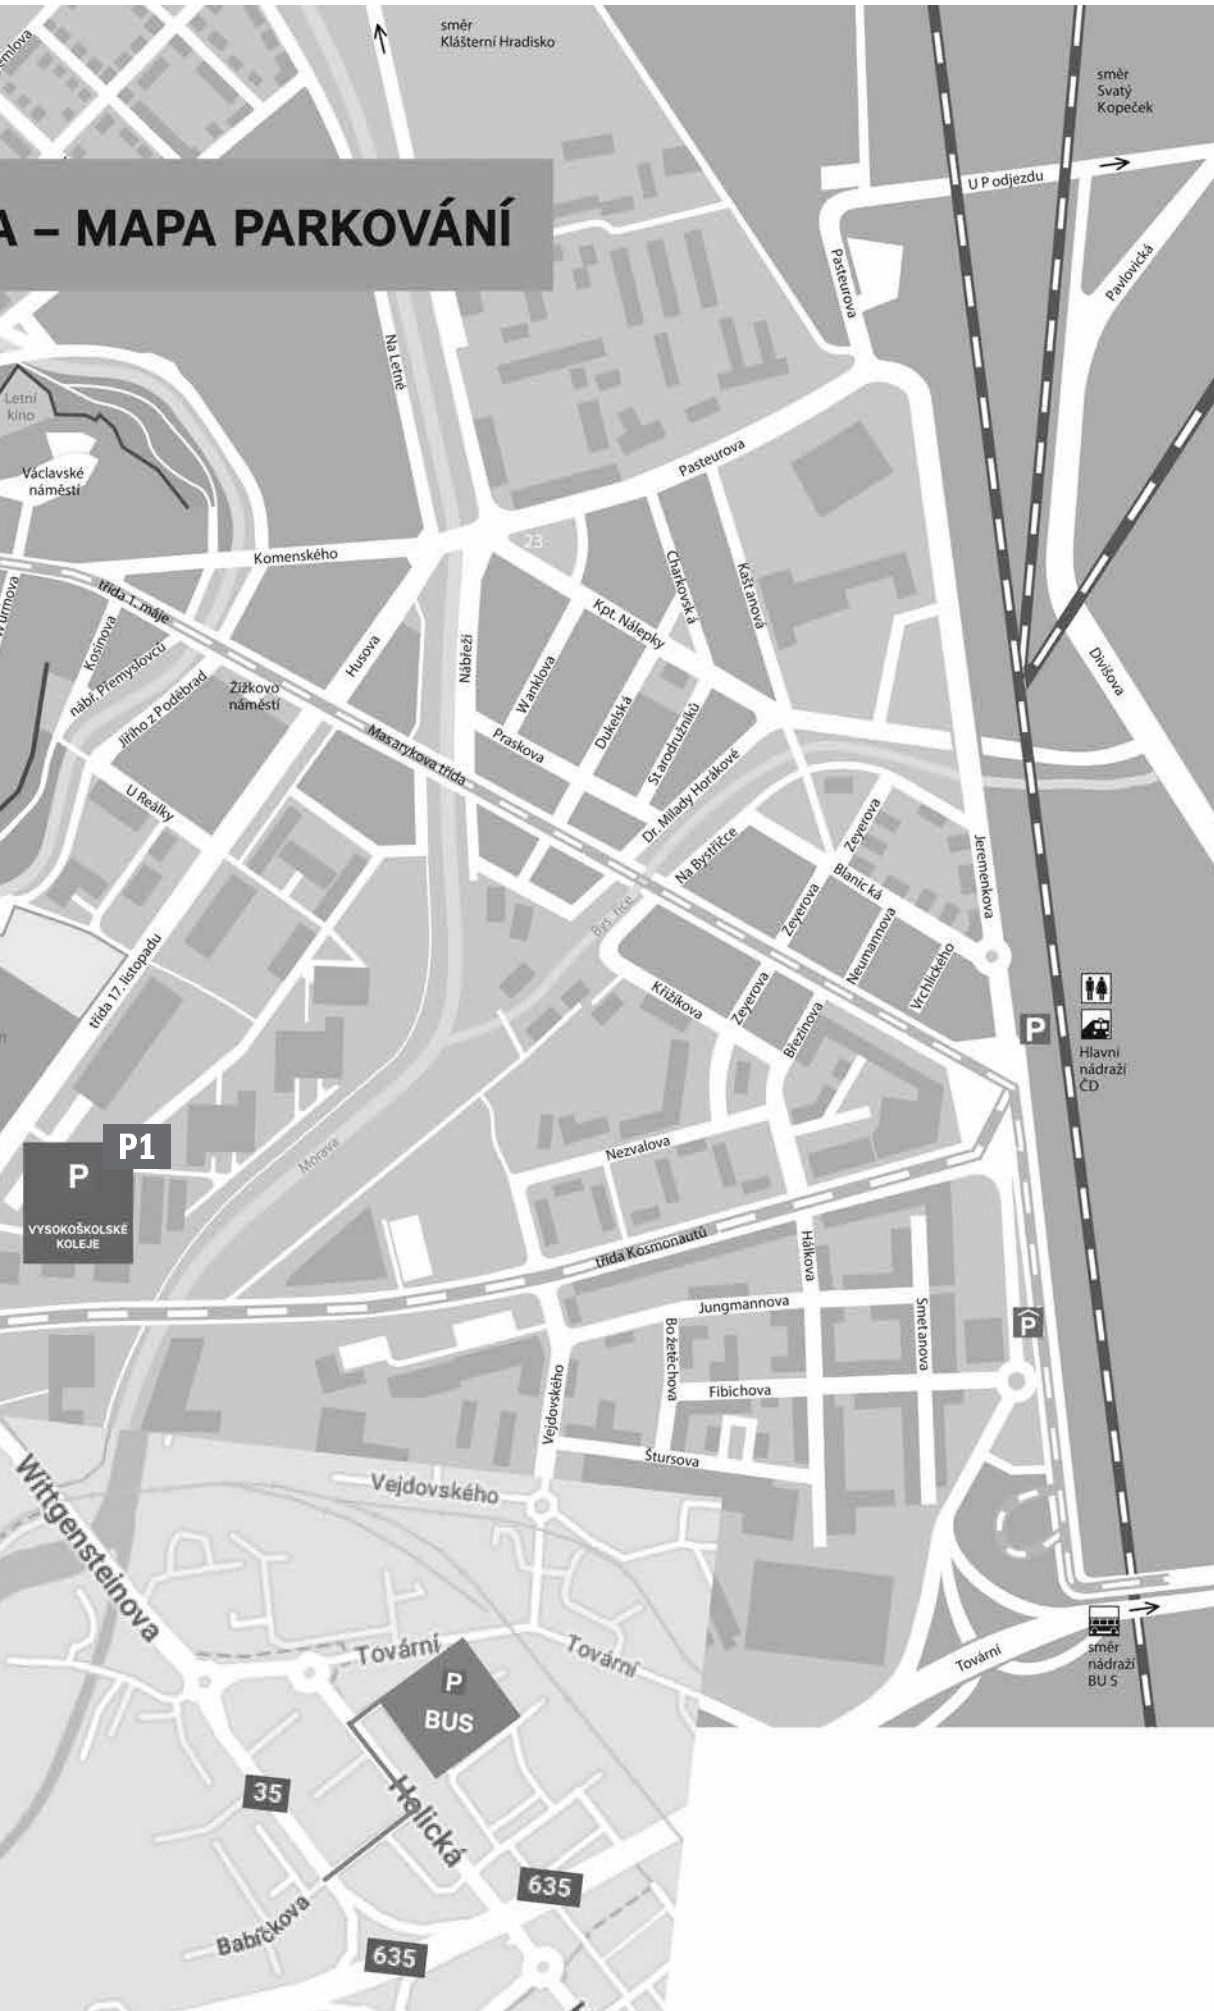 směr
Klášterní Hradisko
směr
Svatý
Kopeček
U Podjezdu
– MAPA PARKOVÁNÍ
Pasteurova
Pavlovická
Na Letné
Letní
kino
Václavské
náměstí
Pasteurova
Komenského
23
třída 1. máje
Kosinova
nábř. Přemyslovců
Jiřího z Poděbrad
Žižkovo
náměstí
Husova
Nábřeží
Charkovská
Kaštanová
Kpt. Nálepky
Wanklova
Dukelská
Starodružiníků
Praskova
Masarykova třída
Dr. Milady Horákové
Divišova
U Reálky
Na Bystřičce
Zeyerova
Blanická
Jeremenkova
Zeyerova
Neumannova
Vrchlického
třída 17. listopadu
Křižíkova
Zeyerova
Březinova
P
Hlavní
nádraží
ČD
Morava
P1
P
VYSOKOŠKOLSKÉ
KOLEJE
Nezvalova
třída Kosmonautů
Hálkova
Jungmannova
Smetanova
P
Božetěchova
Fibichova
Vejdovského
Štursova
Wittgensteinova
Vejdovského
Tovární
Tovární
Tovární
směr
nádraží
BUS
P
BUS
35
Holická
635
Babíčkova
635